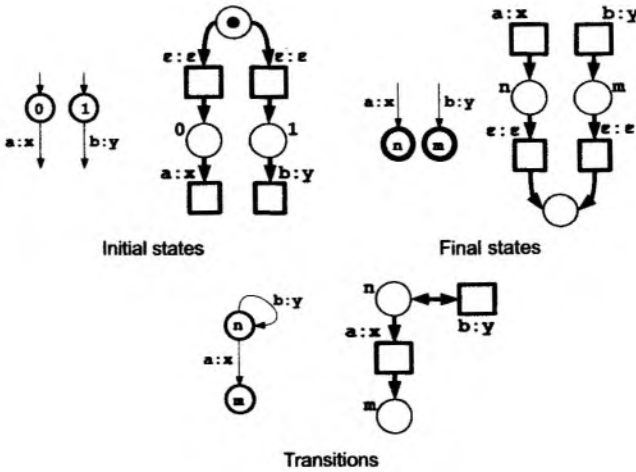 ε:ε ε:ε
0 1
a:x b:y
0 1
a:x b:y
Initial states
a:x b:y
n m
a:x b:y
n m
ε:ε ε:ε
Final states
n
b:y
a:x
m
n
a:x
b:y
m
Transitions